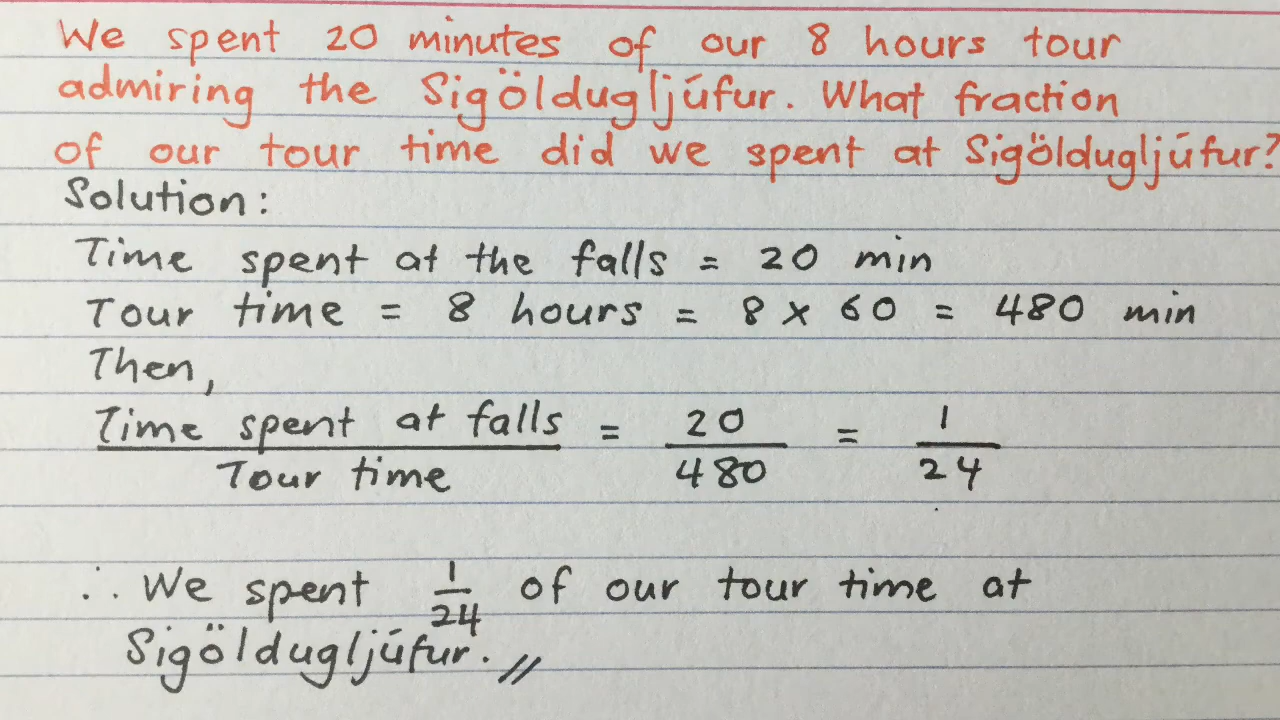 We spent 20 minutes of our 8 hours tour
admiring the Sigöldugljúfur. What fraction
of our tour time did we spent at Sigöldugljúfur?
Solution:
Time spent at the falls = 20 min
Tour time = 8 hours = 8 × 60 = 480 min
Then,
Time spent at falls / Tour time = 20 / 480 = 1 / 24
∴ We spent 1/24 of our tour time at
Sigöldugljúfur. //